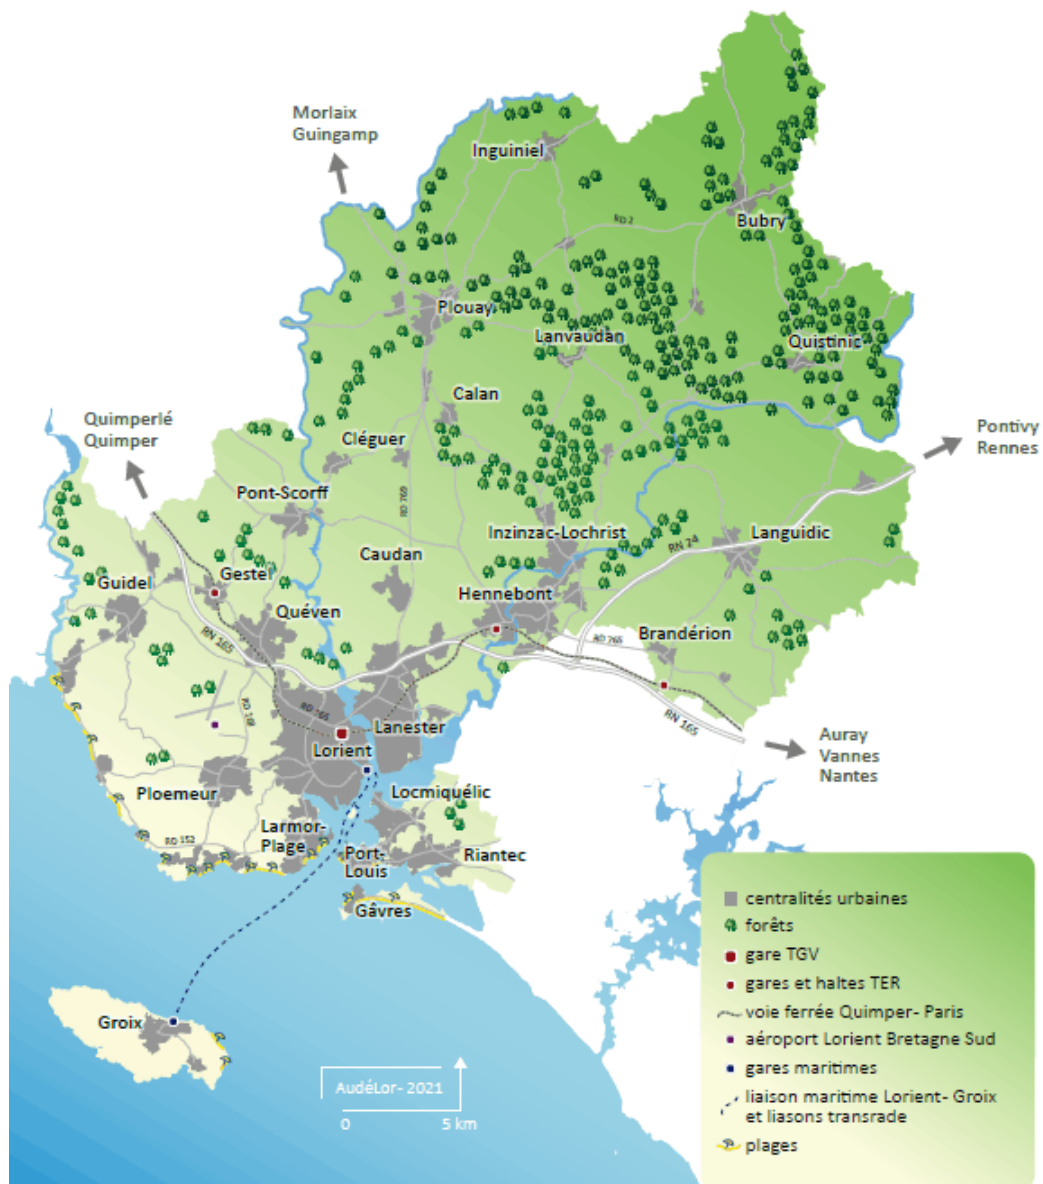 Morlaix
Guingamp
Inguiniel
Bubry
RD 2
Plouay
Lanvaudan
Quistinic
Calan
Quimperlé
Quimper
Cléguer
Pontivy
Rennes
Pont-Scorff
RD 769
Inzinzac-Lochrist
Languidic
RN 24
Caudan
Gestel
Guidel
Hennebont
Quéven
Brandérion
RD 765
RN 165
RD 765
Lanester
RN 165
Lorient
Auray
Vannes
Nantes
Ploemeur
Locmiquélic
Larmor-
Plage
RD 152
Port-
Louis
Riantec
Gâvres
centralités urbaines
forêts
gare TGV
gares et haltes TER
voie ferrée Quimper- Paris
aéroport Lorient Bretagne Sud
gares maritimes
liaison maritime Lorient- Groix
et liasons transrade
plages
Groix
AudéLor- 2021
0 5 km